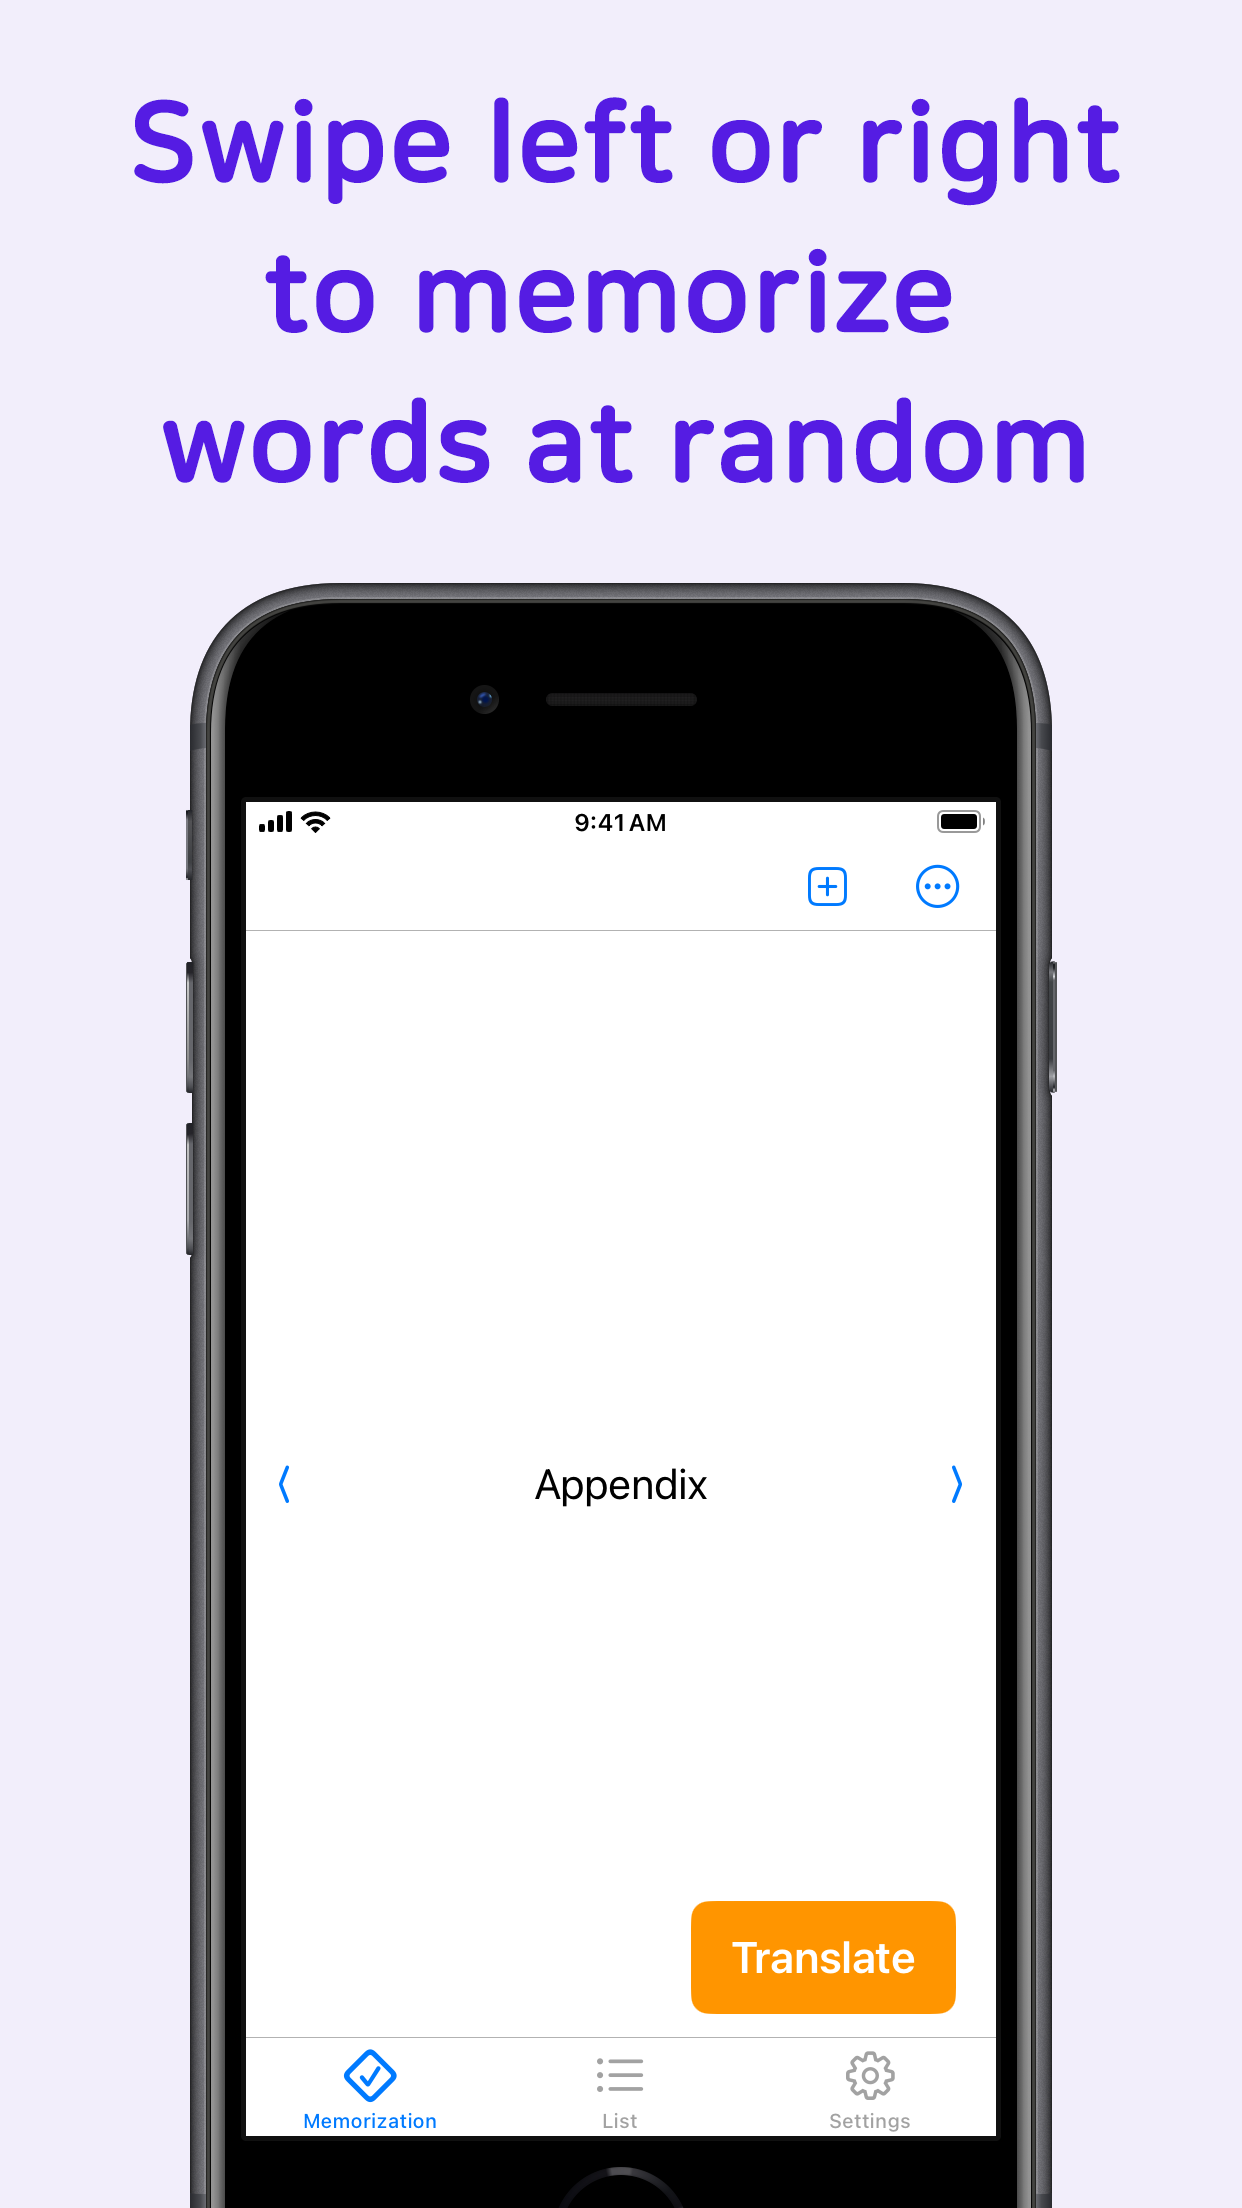 Swipe left or right
to memorize
words at random
9:41 AM
Appendix
Translate
Memorization
List
Settings